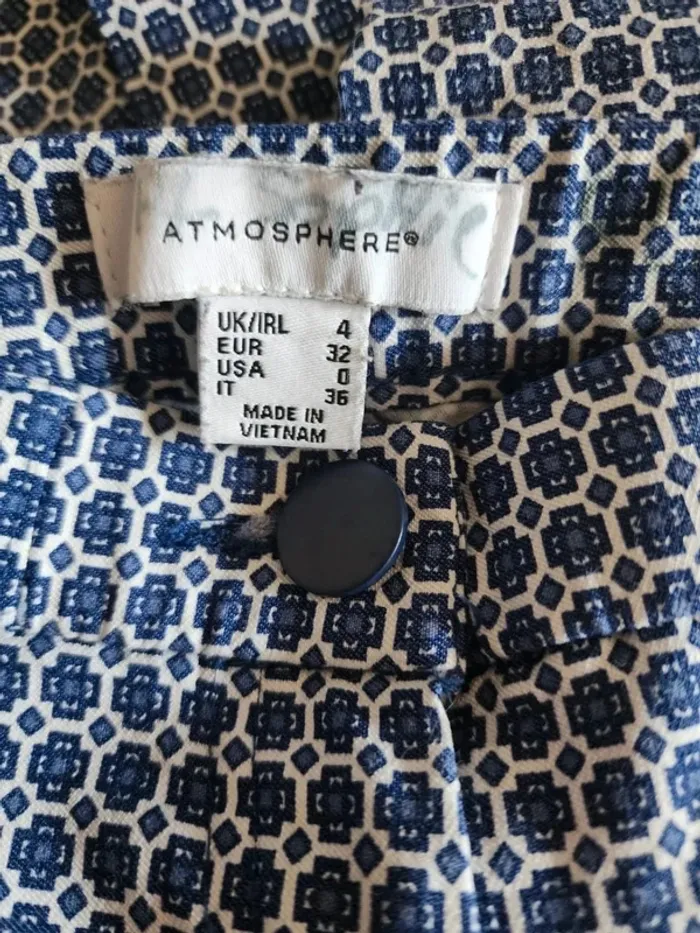 ATMOSPHERE®
UK/IRL 4
EUR 32
USA 0
IT 36
MADE IN
VIETNAM